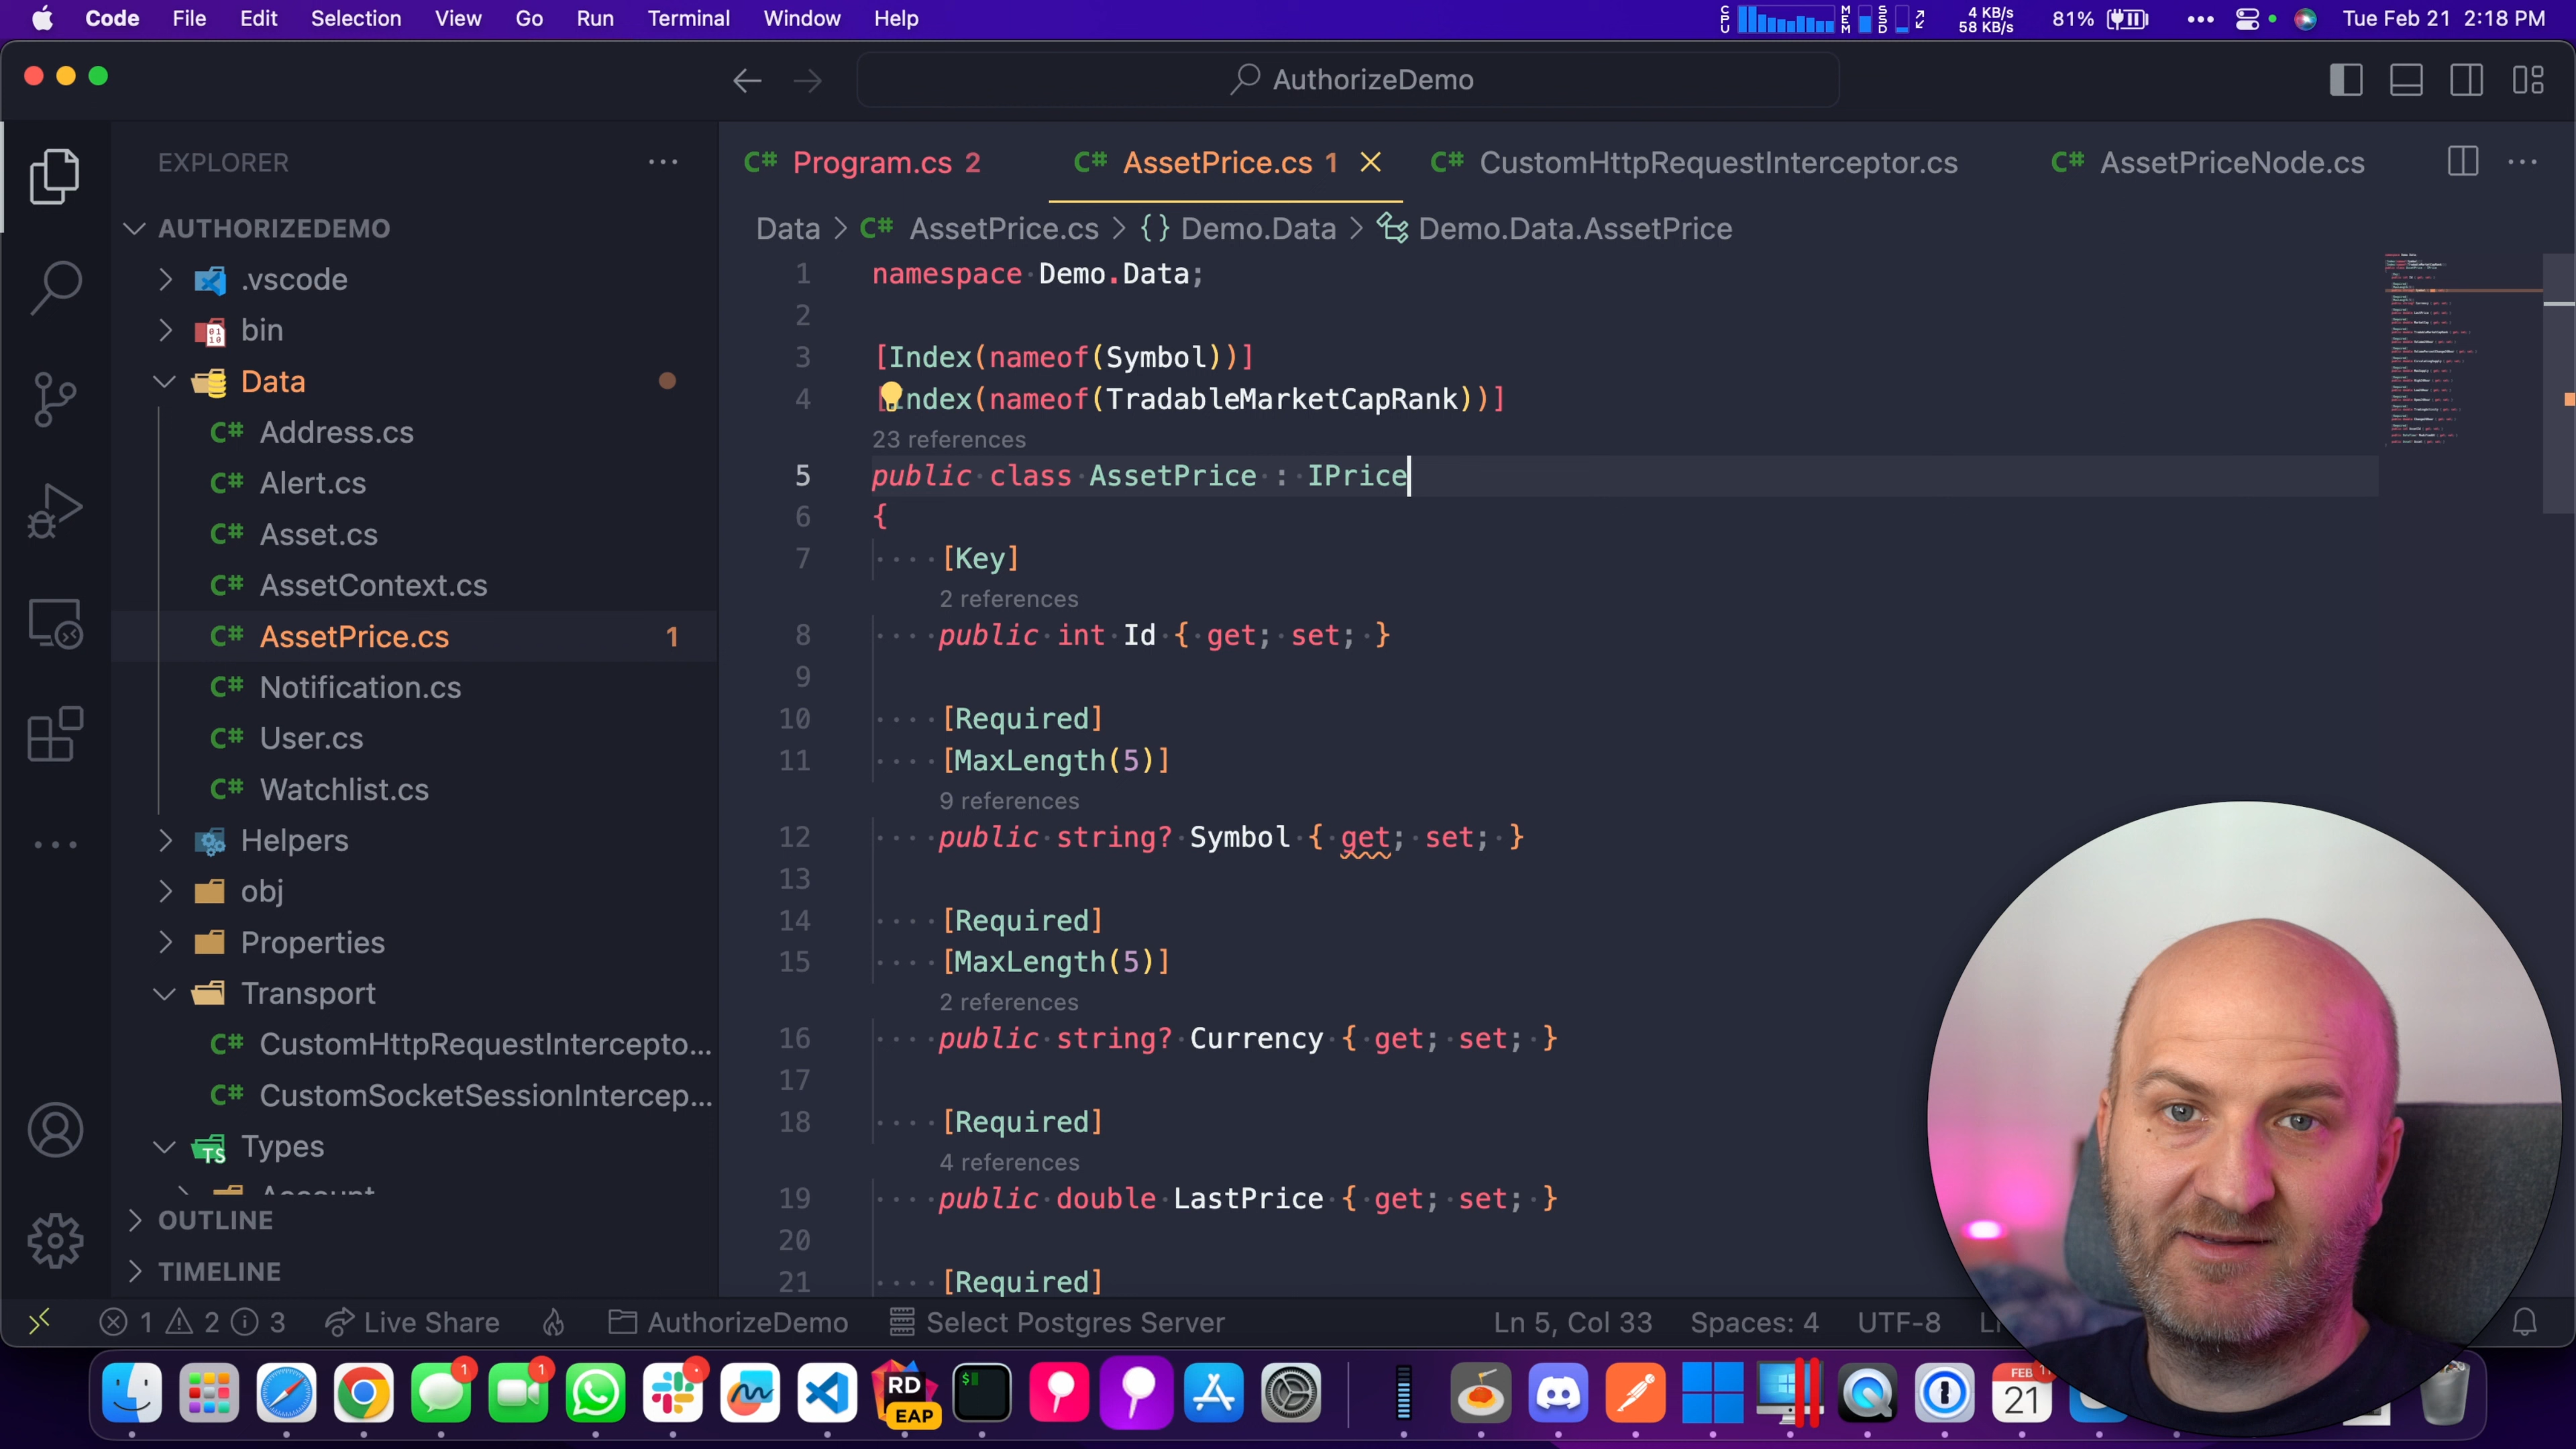 Code File Edit Selection View Go Run Terminal Window Help
CPU MEM SSD 4 KB/s 58 KB/s 81% Tue Feb 21 2:18 PM
AuthorizeDemo
EXPLORER
AUTHORIZEDEMO
.vscode
bin
Data
C# Address.cs
C# Alert.cs
C# Asset.cs
C# AssetContext.cs
C# AssetPrice.cs 1
C# Notification.cs
C# User.cs
C# Watchlist.cs
Helpers
obj
Properties
Transport
C# CustomHttpRequestIntercepto...
C# CustomSocketSessionIntercep...
TS Types
Account
OUTLINE
TIMELINE
C# Program.cs 2 C# AssetPrice.cs 1 C# CustomHttpRequestInterceptor.cs C# AssetPriceNode.cs
Data > C# AssetPrice.cs > {} Demo.Data > Demo.Data.AssetPrice
1 namespace Demo.Data;
2
3 [Index(nameof(Symbol))]
4 [Index(nameof(TradableMarketCapRank))]
23 references
5 public class AssetPrice : IPrice
6 {
7 [Key]
2 references
8 public int Id { get; set; }
9
10 [Required]
11 [MaxLength(5)]
9 references
12 public string? Symbol { get; set; }
13
14 [Required]
15 [MaxLength(5)]
2 references
16 public string? Currency { get; set; }
17
18 [Required]
4 references
19 public double LastPrice { get; set; }
20
21 [Required]
1 2 3 Live Share AuthorizeDemo Select Postgres Server Ln 5, Col 33 Spaces: 4 UTF-8
1 1 RD EAP $ FEB 21